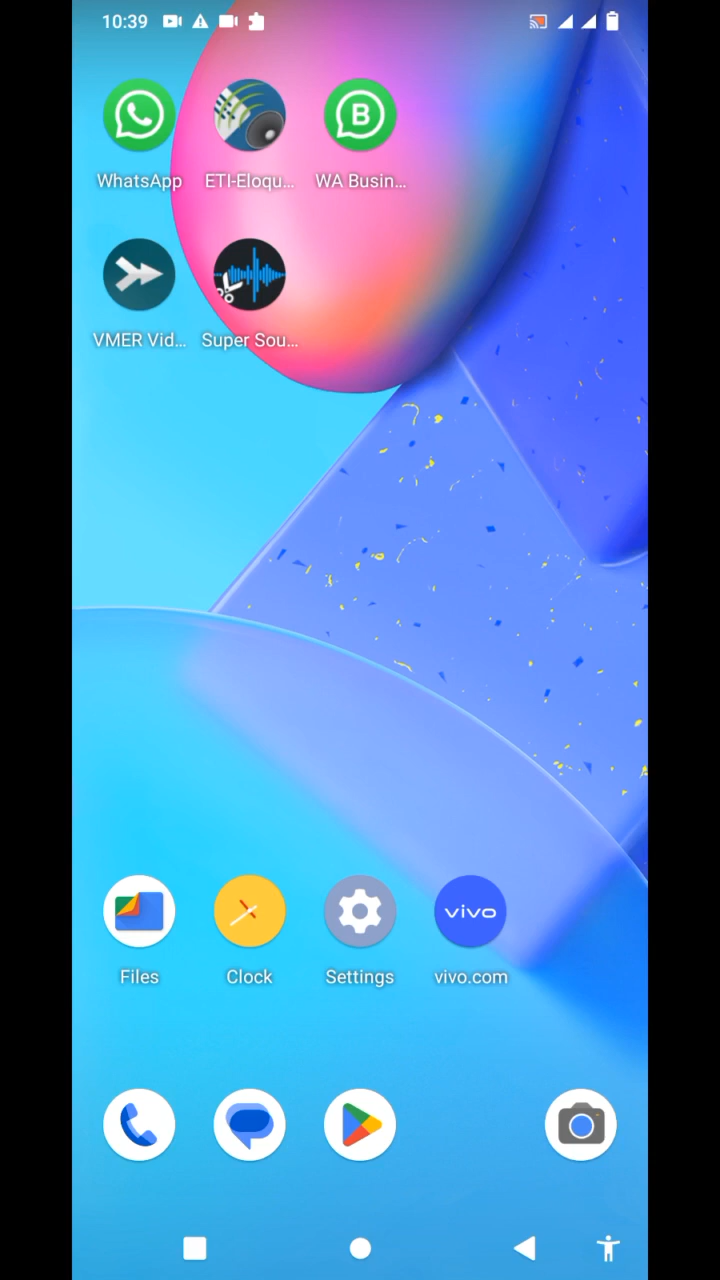 10:39
WhatsApp
ETI-Eloqu...
WA Busin...
VMER Vid...
Super Sou...
vivo
Files
Clock
Settings
vivo.com